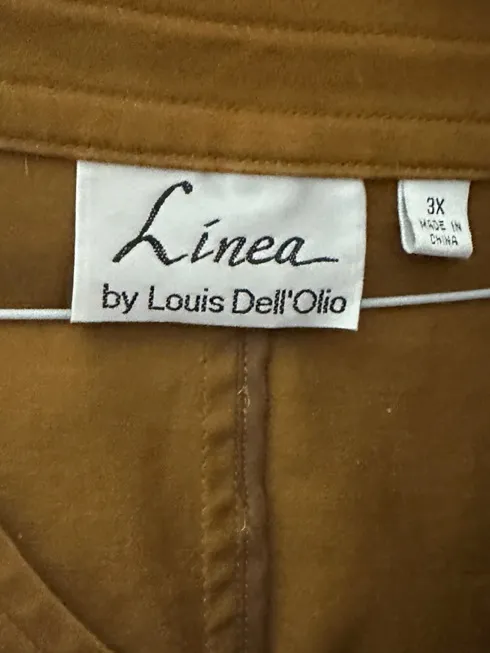 Linea
by Louis Dell'Olio
3X
MADE IN
CHINA